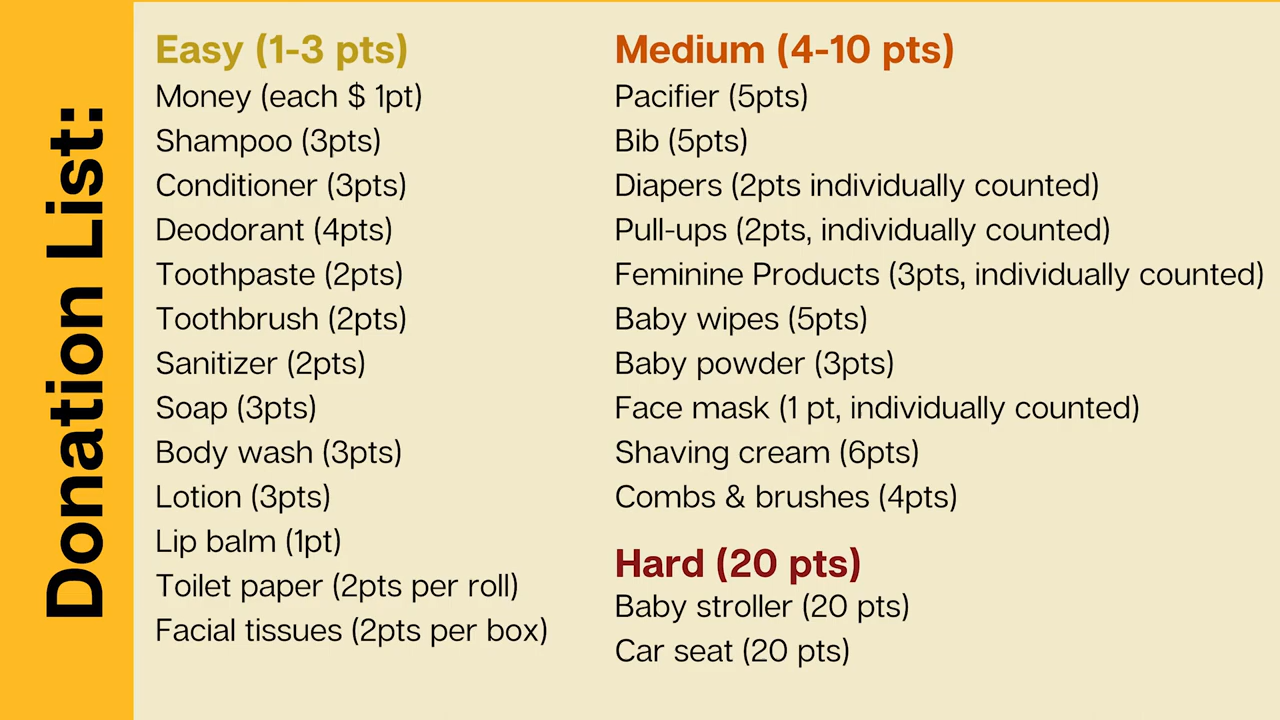 Donation List:
Easy (1-3 pts)
Money (each $ 1pt)
Shampoo (3pts)
Conditioner (3pts)
Deodorant (4pts)
Toothpaste (2pts)
Toothbrush (2pts)
Sanitizer (2pts)
Soap (3pts)
Body wash (3pts)
Lotion (3pts)
Lip balm (1pt)
Toilet paper (2pts per roll)
Facial tissues (2pts per box)
Medium (4-10 pts)
Pacifier (5pts)
Bib (5pts)
Diapers (2pts individually counted)
Pull-ups (2pts, individually counted)
Feminine Products (3pts, individually counted)
Baby wipes (5pts)
Baby powder (3pts)
Face mask (1 pt, individually counted)
Shaving cream (6pts)
Combs & brushes (4pts)
Hard (20 pts)
Baby stroller (20 pts)
Car seat (20 pts)